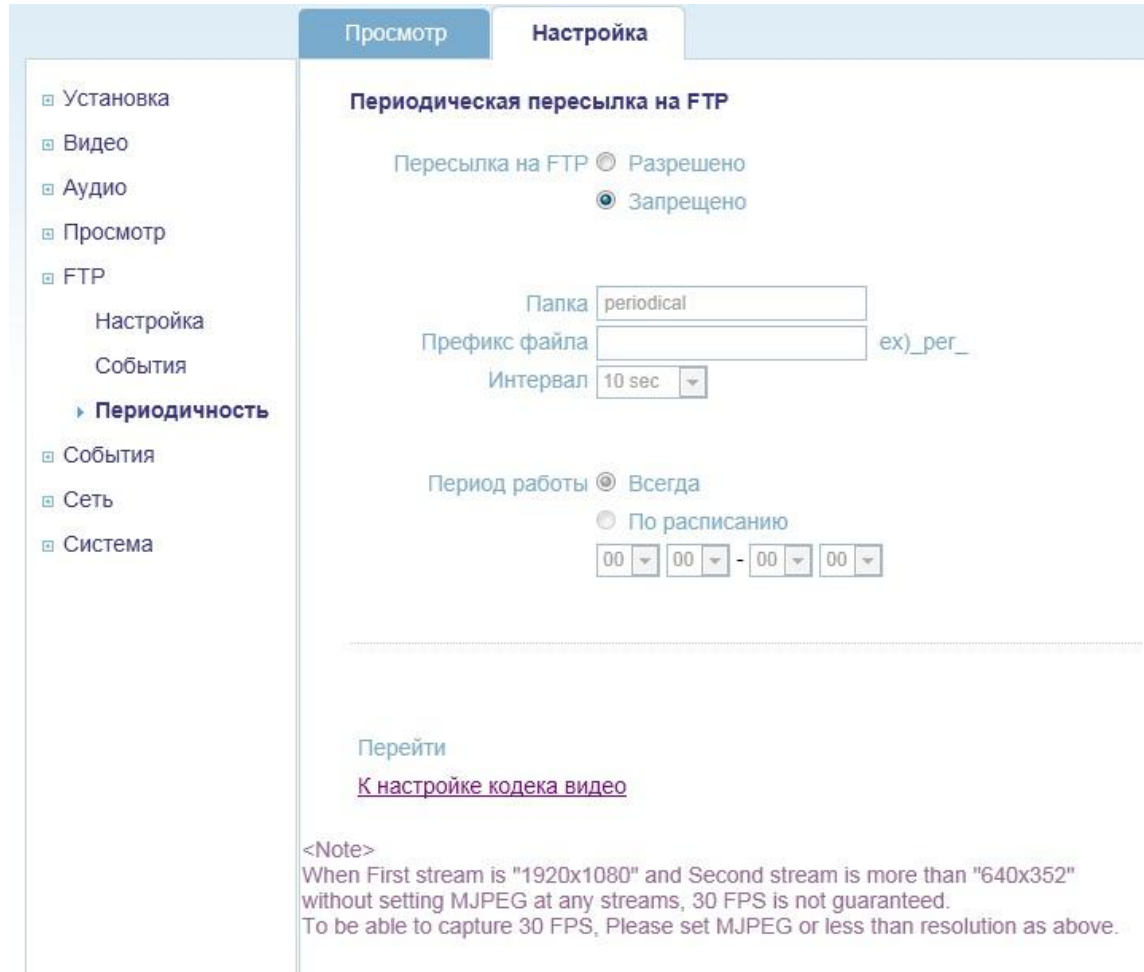 Просмотр
Настройка
Установка
Видео
Аудио
Просмотр
FTP
Настройка
События
Периодичность
События
Сеть
Система
Периодическая пересылка на FTP
Пересылка на FTP Разрешено
Запрещено
Папка periodical
Префикс файла ex)_per_
Интервал 10 sec
Период работы Всегда
По расписанию
00 00 - 00 00
Перейти
К настройке кодека видео
<Note>
When First stream is "1920x1080" and Second stream is more than "640x352"
without setting MJPEG at any streams, 30 FPS is not guaranteed.
To be able to capture 30 FPS, Please set MJPEG or less than resolution as above.